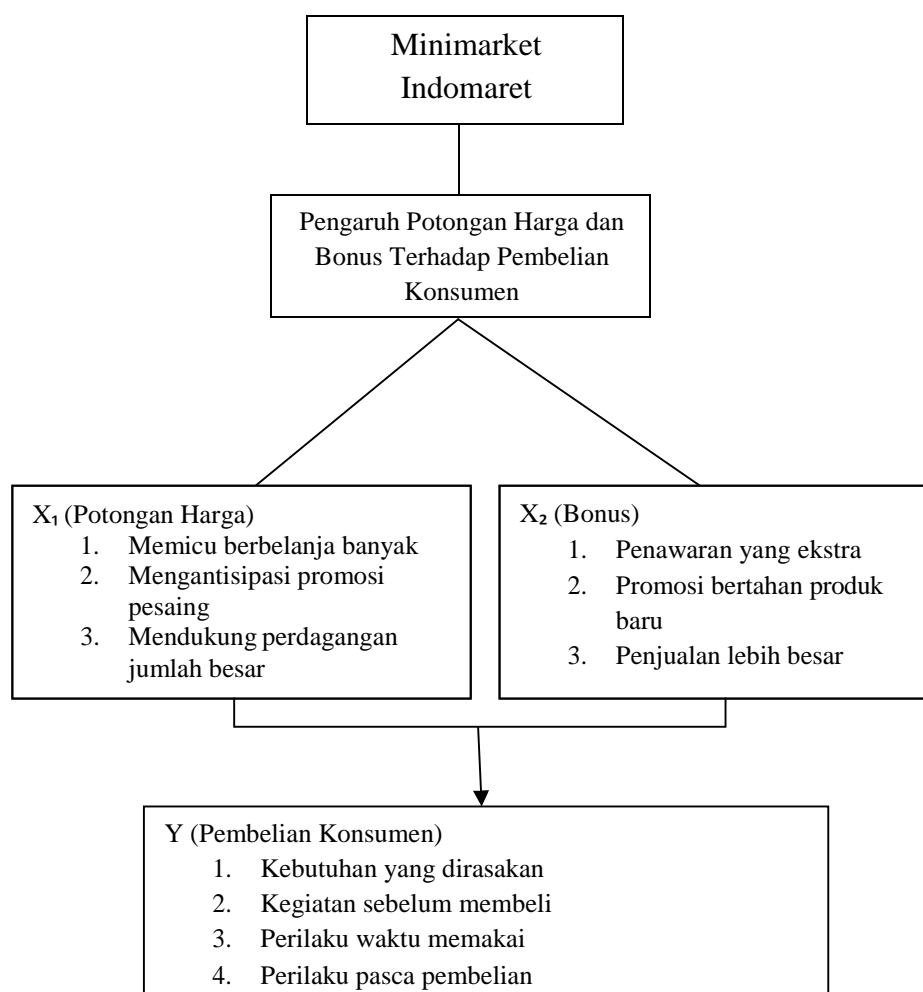 Minimarket
Indomaret
Pengaruh Potongan Harga dan
Bonus Terhadap Pembelian
Konsumen
X₁ (Potongan Harga)
1. Memicu berbelanja banyak
2. Mengantisipasi promosi
pesaing
3. Mendukung perdagangan
jumlah besar
X₂ (Bonus)
1. Penawaran yang ekstra
2. Promosi bertahan produk
baru
3. Penjualan lebih besar
Y (Pembelian Konsumen)
1. Kebutuhan yang dirasakan
2. Kegiatan sebelum membeli
3. Perilaku waktu memakai
4. Perilaku pasca pembelian